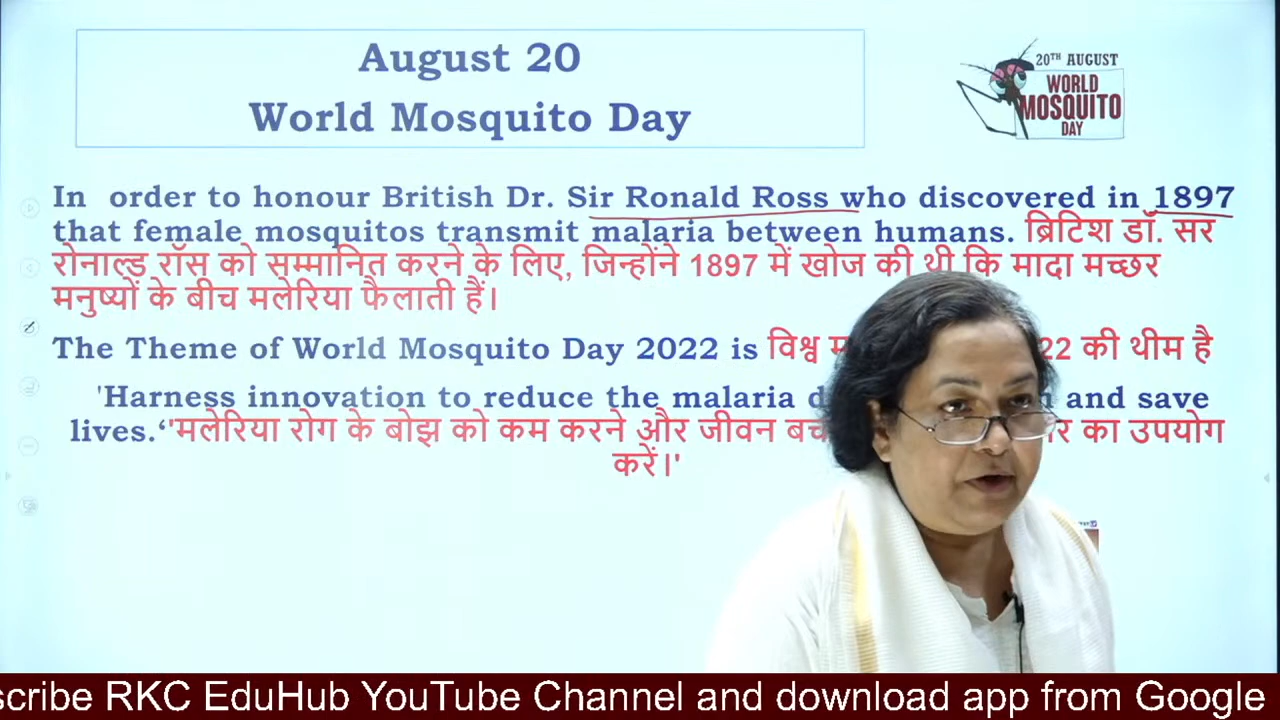 August 20
World Mosquito Day
20TH AUGUST
WORLD
MOSQUITO
DAY
In order to honour British Dr. Sir Ronald Ross who discovered in 1897
that female mosquitos transmit malaria between humans. ब्रिटिश डॉ. सर
रोनाल्ड रॉस को सम्मानित करने के लिए, जिन्होंने 1897 में खोज की थी कि मादा मच्छर
मनुष्यों के बीच मलेरिया फैलाती हैं।
The Theme of World Mosquito Day 2022 is विश्व 22 की थीम है
'Harness innovation to reduce the malaria and save
lives.‘'मलेरिया रोग के बोझ को कम करने और जीवन का उपयोग
करें।'
scribe RKC EduHub YouTube Channel and download app from Google